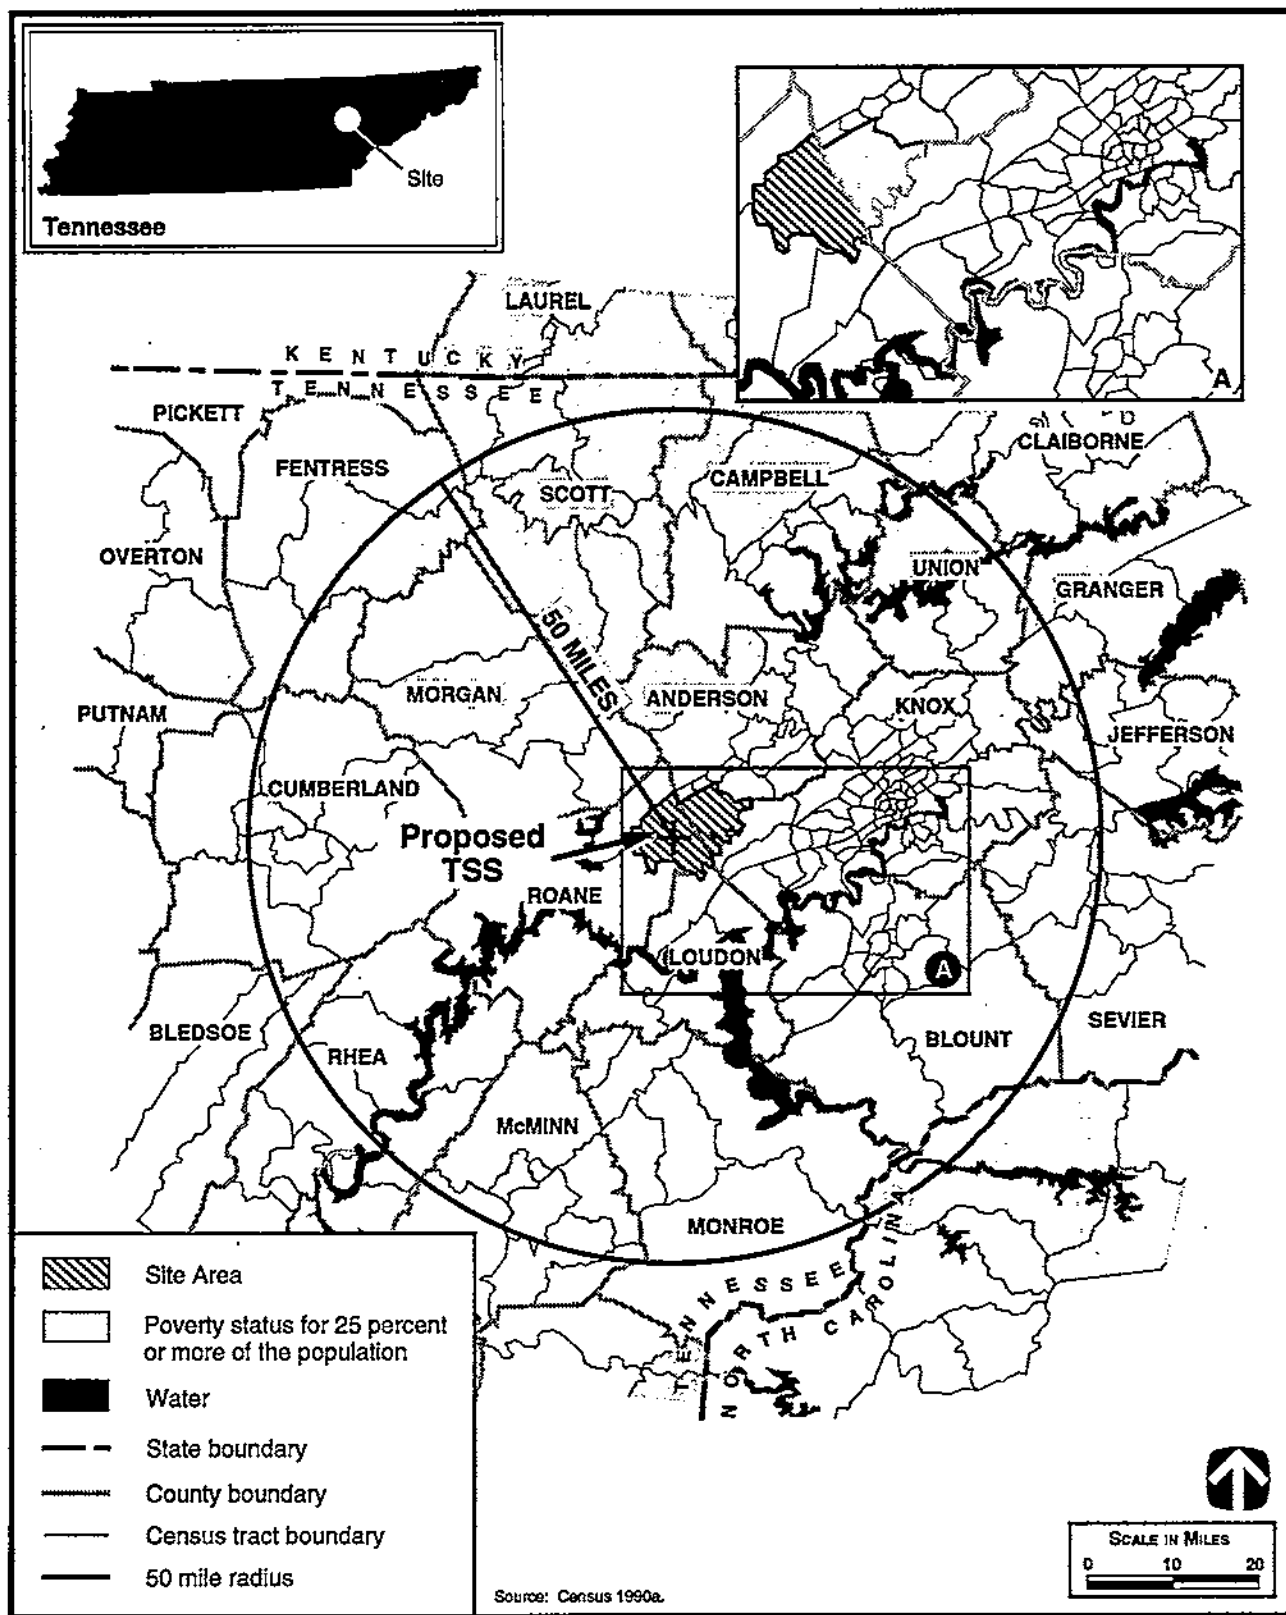 Site
Tennessee
A
LAUREL
KENTUCKY
TENNESSEE
PICKETT
CLAIBORNE
FENTRESS
SCOTT
CAMPBELL
OVERTON
UNION
GRANGER
50 MILES
MORGAN
ANDERSON
KNOX
PUTNAM
JEFFERSON
CUMBERLAND
Proposed
TSS
ROANE
LOUDON
A
BLEDSOE
RHEA
BLOUNT
SEVIER
McMINN
MONROE
TENNESSEE
NORTH CAROLINA
Site Area
Poverty status for 25 percent
or more of the population
Water
State boundary
County boundary
Census tract boundary
50 mile radius
SCALE IN MILES
0 10 20
Source: Census 1990a.